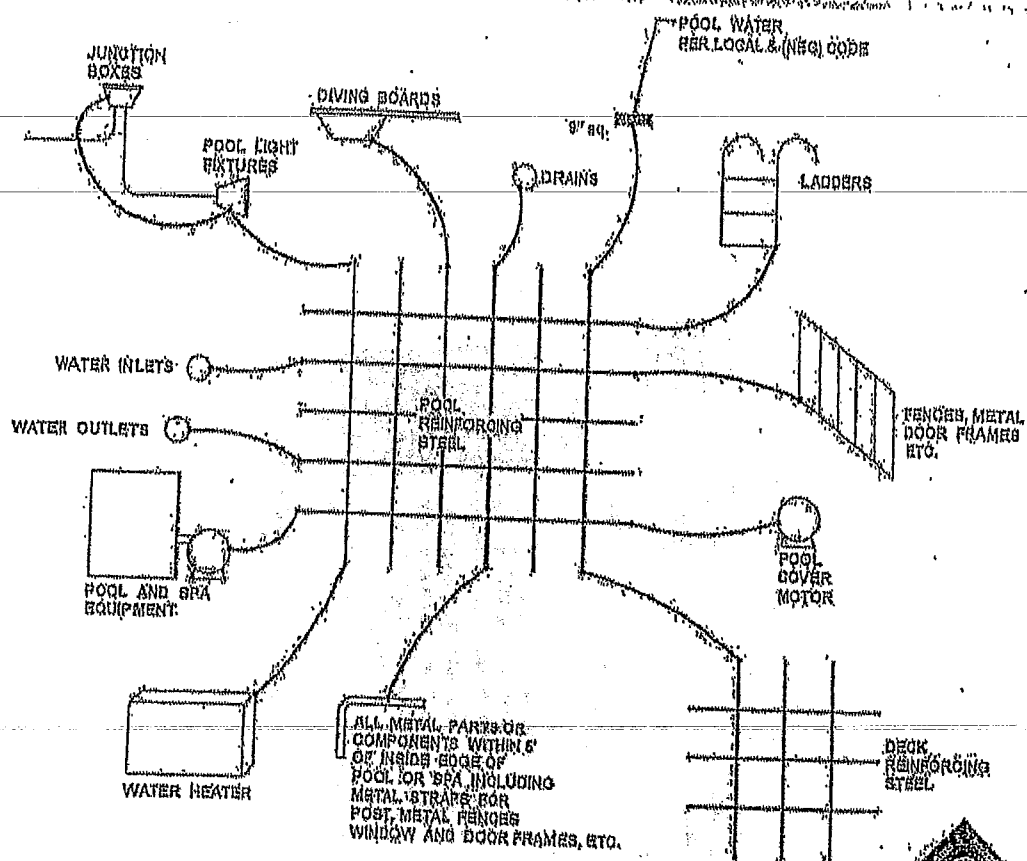 POOL WATER
PER LOCAL & (NEC) CODE
JUNCTION
BOXES
DIVING BOARDS
POOL LIGHT
FIXTURES
DRAINS
LADDERS
WATER INLETS
POOL
REINFORCING
STEEL
WATER OUTLETS
FENCES, METAL
DOOR FRAMES
ETC.
POOL AND SPA
EQUIPMENT
POOL
COVER
MOTOR
WATER HEATER
ALL METAL PARTS OR
COMPONENTS WITHIN 5'
OF INSIDE EDGE OF
POOL OR SPA INCLUDING
METAL STRAPS FOR
POST, METAL FENCES
WINDOW AND DOOR FRAMES, ETC.
DECK
REINFORCING
STEEL